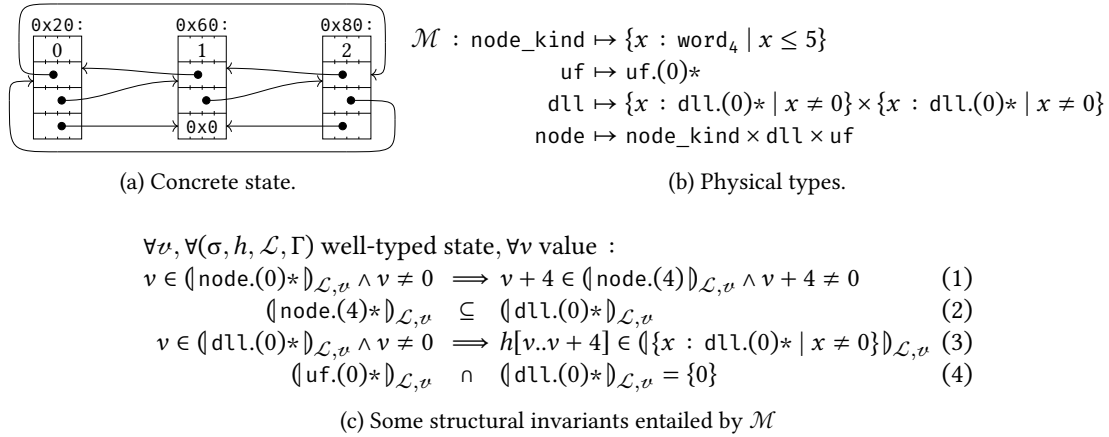 0x20: 0x60: 0x80:
0 1 2
0x0
(a) Concrete state.
ℳ : node_kind ↦ {x : word₄ | x ≤ 5}
uf ↦ uf.(0)*
dll ↦ {x : dll.(0)* | x ≠ 0} × {x : dll.(0)* | x ≠ 0}
node ↦ node_kind × dll × uf
(b) Physical types.
∀𝓋, ∀(σ, h, ℒ, Γ) well-typed state, ∀v value :
v ∈ ⦇node.(0)*⦈ℒ,𝓋 ∧ v ≠ 0 ⟹ v + 4 ∈ ⦇node.(4)⦈ℒ,𝓋 ∧ v + 4 ≠ 0 (1)
⦇node.(4)*⦈ℒ,𝓋 ⊆ ⦇dll.(0)*⦈ℒ,𝓋 (2)
v ∈ ⦇dll.(0)*⦈ℒ,𝓋 ∧ v ≠ 0 ⟹ h[v..v + 4] ∈ ⦇{x : dll.(0)* | x ≠ 0}⦈ℒ,𝓋 (3)
⦇uf.(0)*⦈ℒ,𝓋 ∩ ⦇dll.(0)*⦈ℒ,𝓋 = {0} (4)
(c) Some structural invariants entailed by ℳ